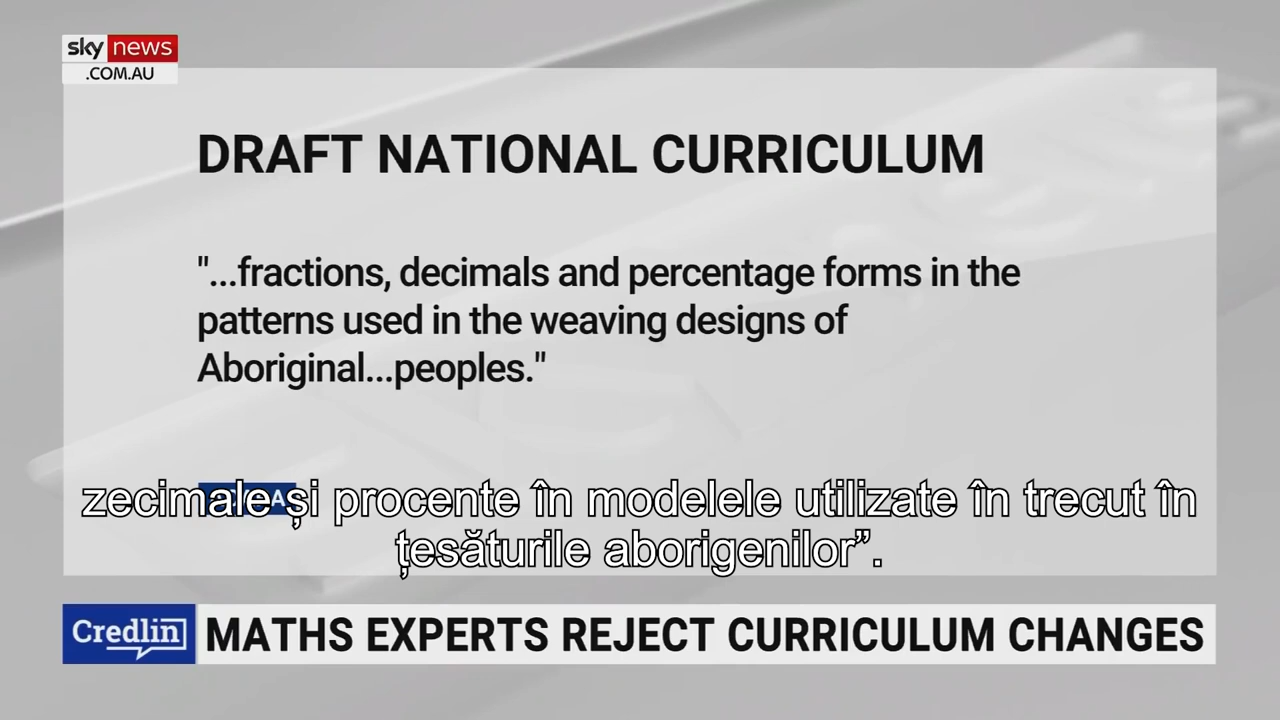 sky news
.COM.AU
DRAFT NATIONAL CURRICULUM
"...fractions, decimals and percentage forms in the
patterns used in the weaving designs of
Aboriginal...peoples."
zecimale și procente în modelele utilizate în trecut în
țesăturile aborigenilor”.
Credlin
MATHS EXPERTS REJECT CURRICULUM CHANGES